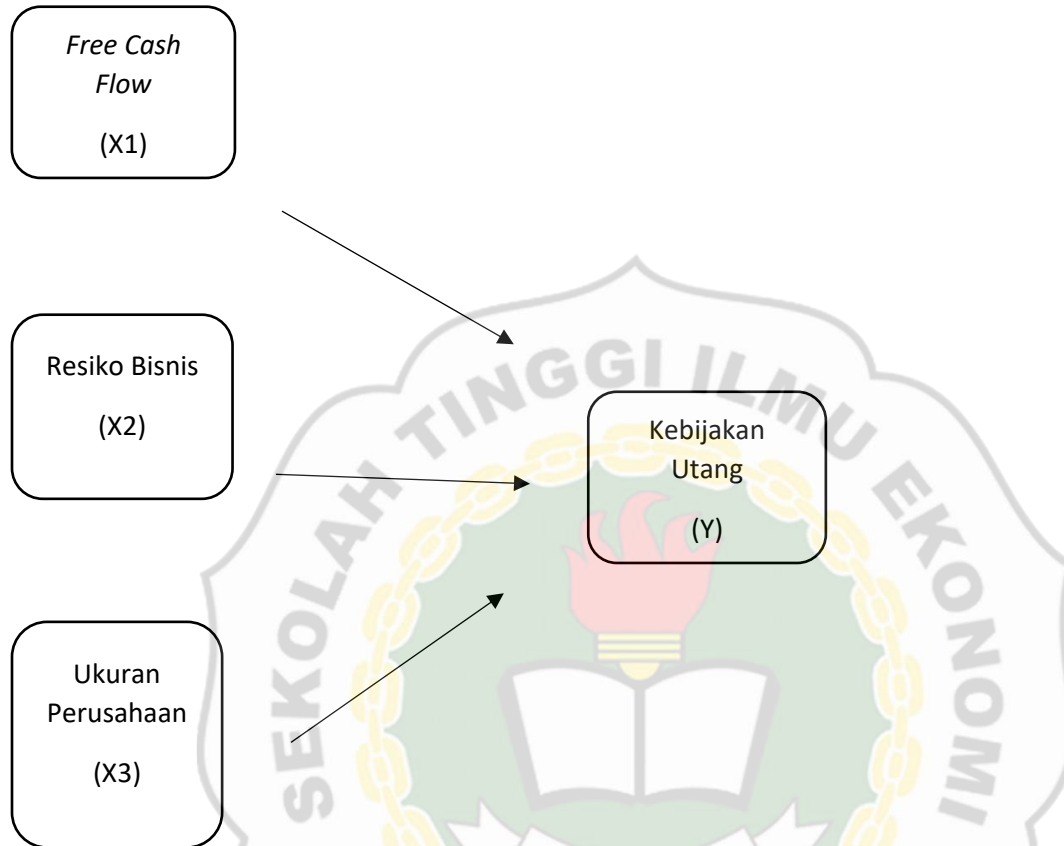 Free Cash
Flow
(X1)
Resiko Bisnis
(X2)
Kebijakan
Utang
(Y)
Ukuran
Perusahaan
(X3)
SEKOLAH TINGGI ILMU EKONOMI